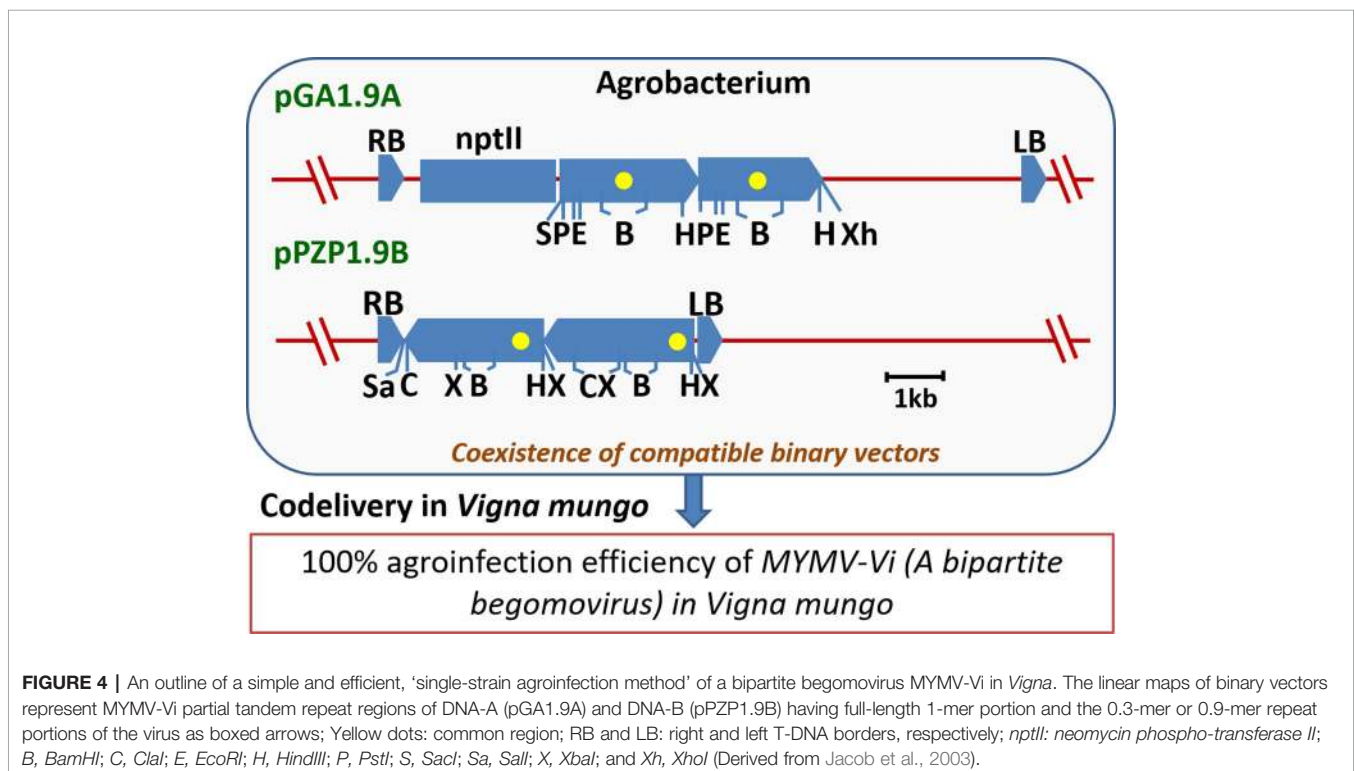 Agrobacterium
pGA1.9A
RB
nptII
LB
SPE B HPE B H Xh
pPZP1.9B
RB
LB
Sa C X B HX CX B HX
1kb
Coexistence of compatible binary vectors
Codelivery in Vigna mungo
100% agroinfection efficiency of MYMV-Vi (A bipartite
begomovirus) in Vigna mungo
FIGURE 4 | An outline of a simple and efficient, ‘single-strain agroinfection method’ of a bipartite begomovirus MYMV-Vi in Vigna. The linear maps of binary vectors
represent MYMV-Vi partial tandem repeat regions of DNA-A (pGA1.9A) and DNA-B (pPZP1.9B) having full-length 1-mer portion and the 0.3-mer or 0.9-mer repeat
portions of the virus as boxed arrows; Yellow dots: common region; RB and LB: right and left T-DNA borders, respectively; nptII: neomycin phospho-transferase II;
B, BamHI; C, ClaI; E, EcoRI; H, HindIII; P, PstI; S, SacI; Sa, SalI; X, XbaI; and Xh, XhoI (Derived from Jacob et al., 2003).